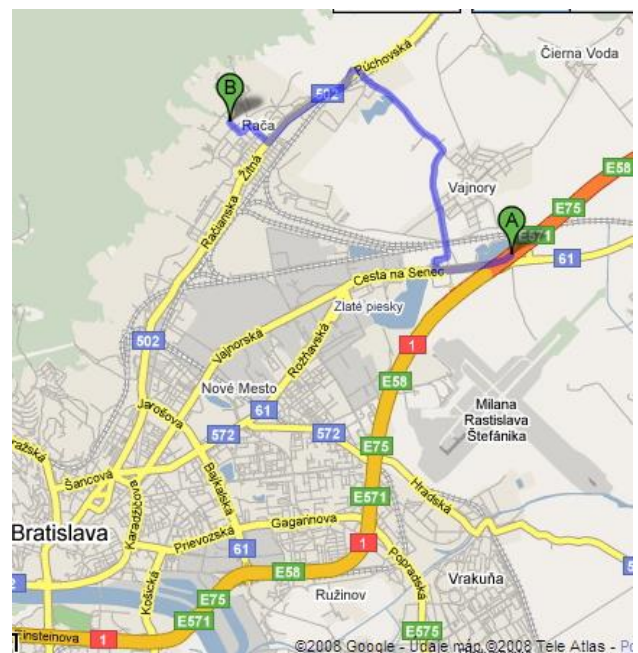 Púchovská
Čierna Voda
B
502
Rača
Žitná
Vajnory
E58
E75
A
E571
Račianska
61
Cesta na Senec
Zlaté piesky
502
Vajnorská
1
Rožňavská
E58
Nové Mesto
Milana
Rastislava
Štefánika
Jarošova
61
572
572
E75
Šancová
Bajkalská
Hradská
E571
Karadžičova
Gagarinova
Bratislava
Prievozská
61
1
Popradská
Košická
E58
Vrakuňa
E75
Ružinov
E571
E575
1
Einsteinova
©2008 Google - Údaje máp ©2008 Tele Atlas -